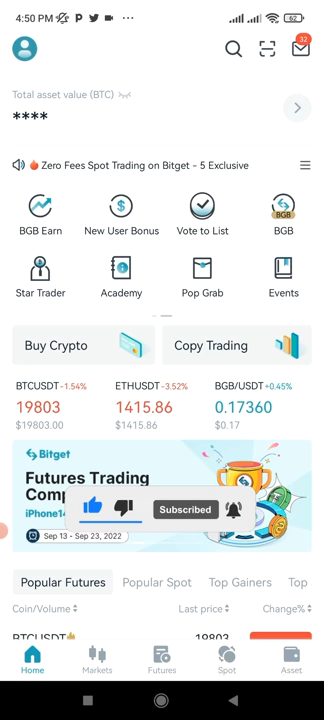 4:50 PM
62
32
Total asset value (BTC)
****
Zero Fees Spot Trading on Bitget - 5 Exclusive
BGB
BGB Earn New User Bonus Vote to List BGB
Star Trader Academy Pop Grab Events
Buy Crypto Copy Trading
BTCUSDT -1.54% ETHUSDT -3.52% BGB/USDT +0.45%
19803 1415.86 0.17360
$19803.00 $1415.86 $0.17
Bitget
Futures Trading
Comp
iPhone14
Subscribed
Sep 13 - Sep 23, 2022
Popular Futures Popular Spot Top Gainers Top
Coin/Volume Last price Change%
BTCUSDT 19803
Home Markets Futures Spot Asset